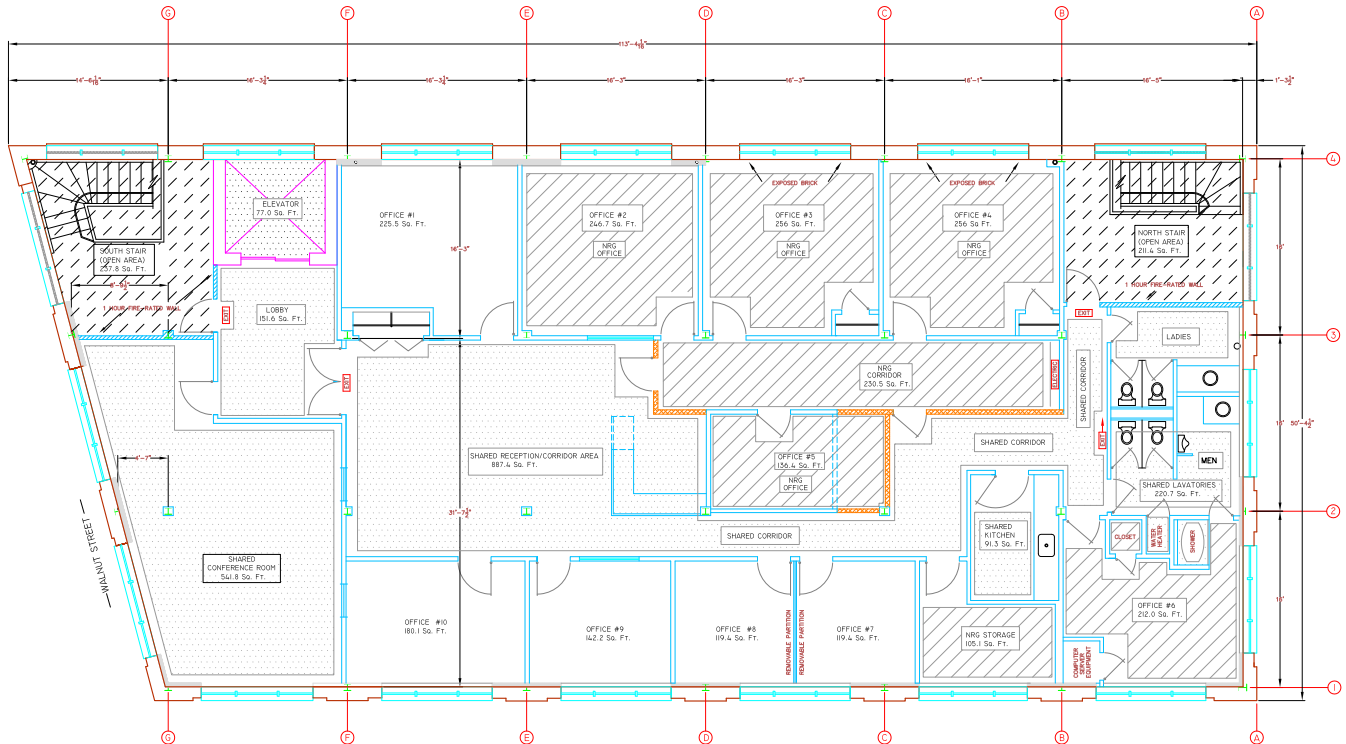 G
F
E
D
C
B
A
113'-4 1/16"
14'-6 1/16"
16'-3 3/4"
16'-3 3/4"
16'-3"
16'-3"
16'-1"
16'-5"
4
EXPOSED BRICK
EXPOSED BRICK
ELEVATOR
77.0 Sq. Ft.
OFFICE #1
225.5 Sq. Ft.
OFFICE #2
246.7 Sq. Ft.
NRG
OFFICE
OFFICE #3
256 Sq. Ft.
NRG
OFFICE
OFFICE #4
256 Sq. Ft.
NRG
OFFICE
NORTH STAIR
(OPEN AREA)
211.4 Sq. Ft.
SOUTH STAIR
(OPEN AREA)
237.8 Sq. Ft.
16'-3"
1 HOUR FIRE-RATED WALL
1 HOUR FIRE-RATED WALL
LOBBY
151.6 Sq. Ft.
EXIT
EXIT
3
LADIES
EXIT
NRG
CORRIDOR
230.5 Sq. Ft.
ELECTRIC
SHARED CORRIDOR
50'-4 1/2"
SHARED CORRIDOR
EXIT
SHARED RECEPTION/CORRIDOR AREA
887.4 Sq. Ft.
OFFICE #5
136.4 Sq. Ft.
NRG
OFFICE
MEN
4'-7"
SHARED LAVATORIES
220.7 Sq. Ft.
2
WALNUT STREET
SHARED CORRIDOR
SHARED
KITCHEN
91.3 Sq. Ft.
CLOSET
WATER
HEATER
SHOWER
SHARED
CONFERENCE ROOM
541.8 Sq. Ft.
OFFICE #6
212.0 Sq. Ft.
OFFICE #10
180.1 Sq. Ft.
OFFICE #9
142.2 Sq. Ft.
OFFICE #8
119.4 Sq. Ft.
REMOVABLE PARTITION
REMOVABLE PARTITION
OFFICE #7
119.4 Sq. Ft.
NRG STORAGE
105.1 Sq. Ft.
COMPUTER
SERVER
EQUIPMENT
1
G
F
E
D
C
B
A